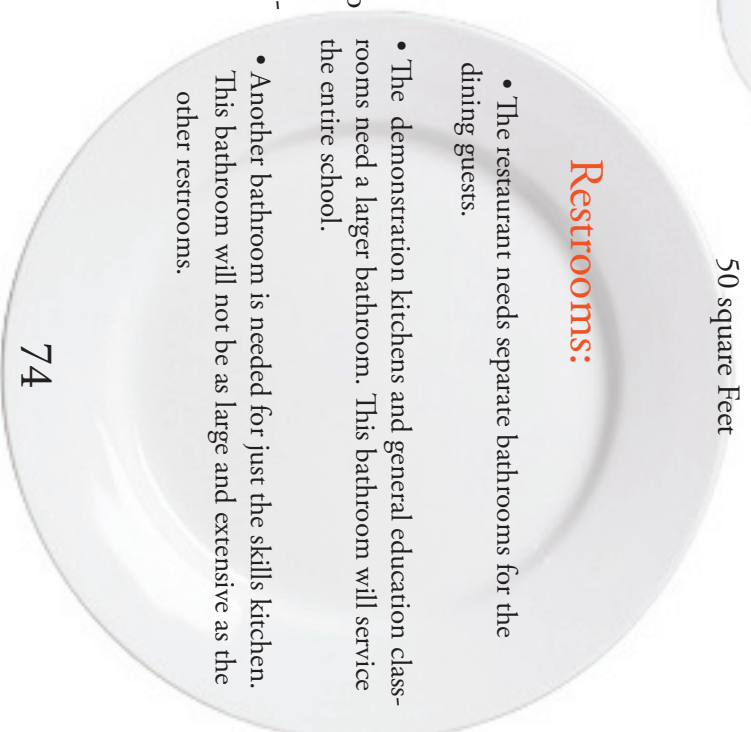 50 square Feet
Restrooms:
• The restaurant needs separate bathrooms for the
dining guests.
• The demonstration kitchens and general education class-
rooms need a larger bathroom. This bathroom will service
the entire school.
• Another bathroom is needed for just the skills kitchen.
This bathroom will not be as large and extensive as the
other restrooms.
74